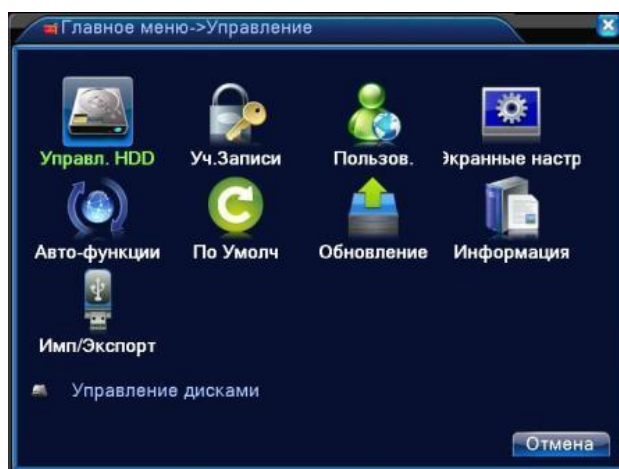 Главное меню->Управление
Управл. HDD Уч.Записи Пользов. Экранные настр
Авто-функции По Умолч Обновление Информация
Имп/Экспорт
Управление дисками
Отмена